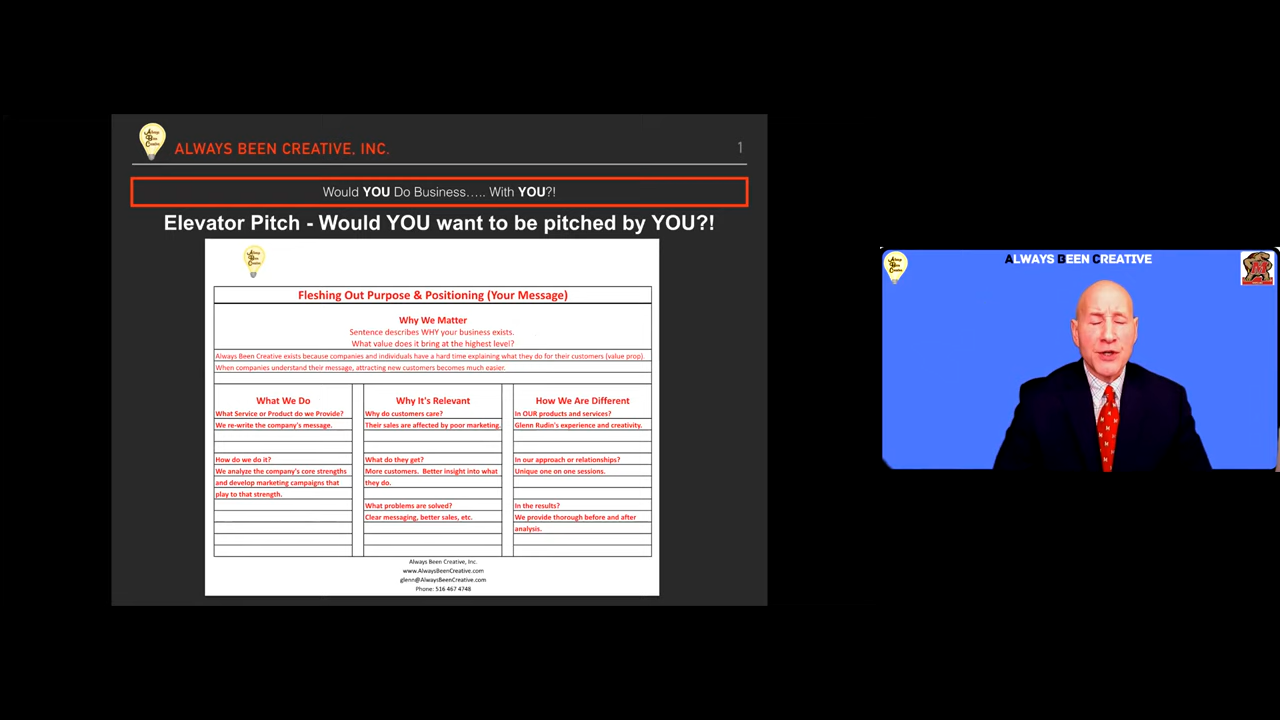 Always
Been
Creative
ALWAYS BEEN CREATIVE, INC.
1
Would YOU Do Business..... With YOU?!
Elevator Pitch - Would YOU want to be pitched by YOU?!
Always
Been
Creative
Fleshing Out Purpose & Positioning (Your Message)
Why We Matter
Sentence describes WHY your business exists.
What value does it bring at the highest level?
Always Been Creative exists because companies and individuals have a hard time explaining what they do for their customers (value prop).
When companies understand their message, attracting new customers becomes much easier.
What We Do
What Service or Product do we Provide?
We re-write the company's message.
How do we do it?
We analyze the company's core strengths
and develop marketing campaigns that
play to that strength.
Why It's Relevant
Why do customers care?
Their sales are affected by poor marketing.
What do they get?
More customers.  Better insight into what
they do.
What problems are solved?
Clear messaging, better sales, etc.
How We Are Different
In OUR products and services?
Glenn Rudin's experience and creativity.
In our approach or relationships?
Unique one on one sessions.
In the results?
We provide thorough before and after
analysis.
Always Been Creative, Inc.
www.AlwaysBeenCreative.com
glenn@AlwaysBeenCreative.com
Phone: 516 467 4748
Always
Been
Creative
ALWAYS BEEN CREATIVE
M